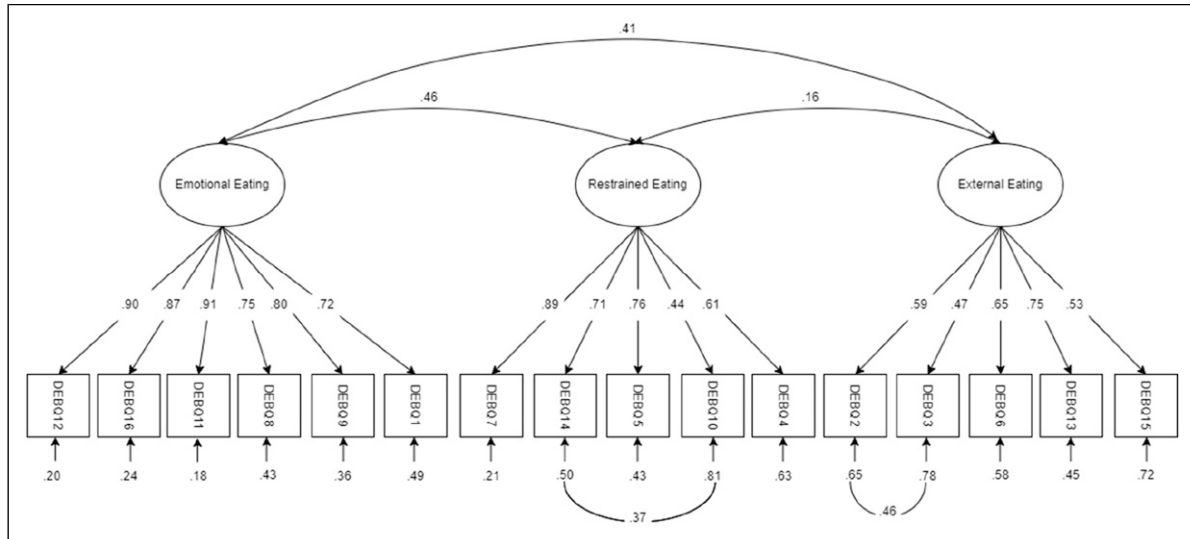 .41
.46 .16
Emotional Eating Restrained Eating External Eating
.90 .87 .91 .75 .80 .72 .89 .71 .76 .44 .61 .59 .47 .65 .75 .53
DEBQ12 DEBQ16 DEBQ11 DEBQ8 DEBQ9 DEBQ1 DEBQ7 DEBQ14 DEBQ5 DEBQ10 DEBQ4 DEBQ2 DEBQ3 DEBQ6 DEBQ13 DEBQ15
.20 .24 .18 .43 .36 .49 .21 .50 .43 .81 .63 .65 .78 .58 .45 .72
.37 .46